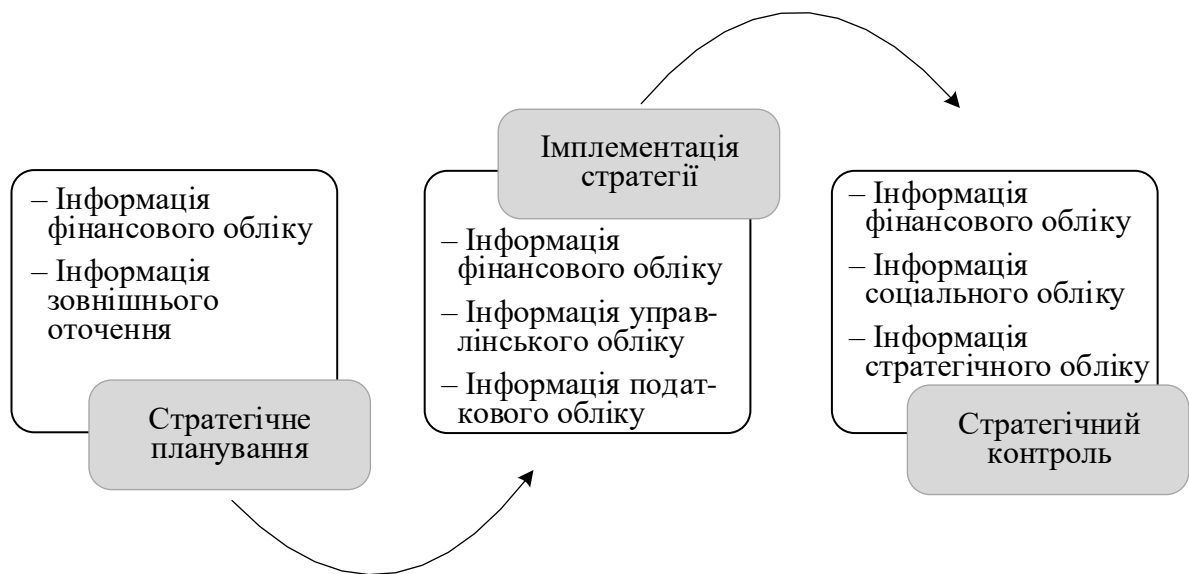 – Інформація
фінансового обліку
– Інформація
зовнішнього
оточення
Стратегічне
планування
Імплементація
стратегії
– Інформація
фінансового обліку
– Інформація управ-
лінського обліку
– Інформація подат-
кового обліку
– Інформація
фінансового обліку
– Інформація
соціального обліку
– Інформація
стратегічного обліку
Стратегічний
контроль